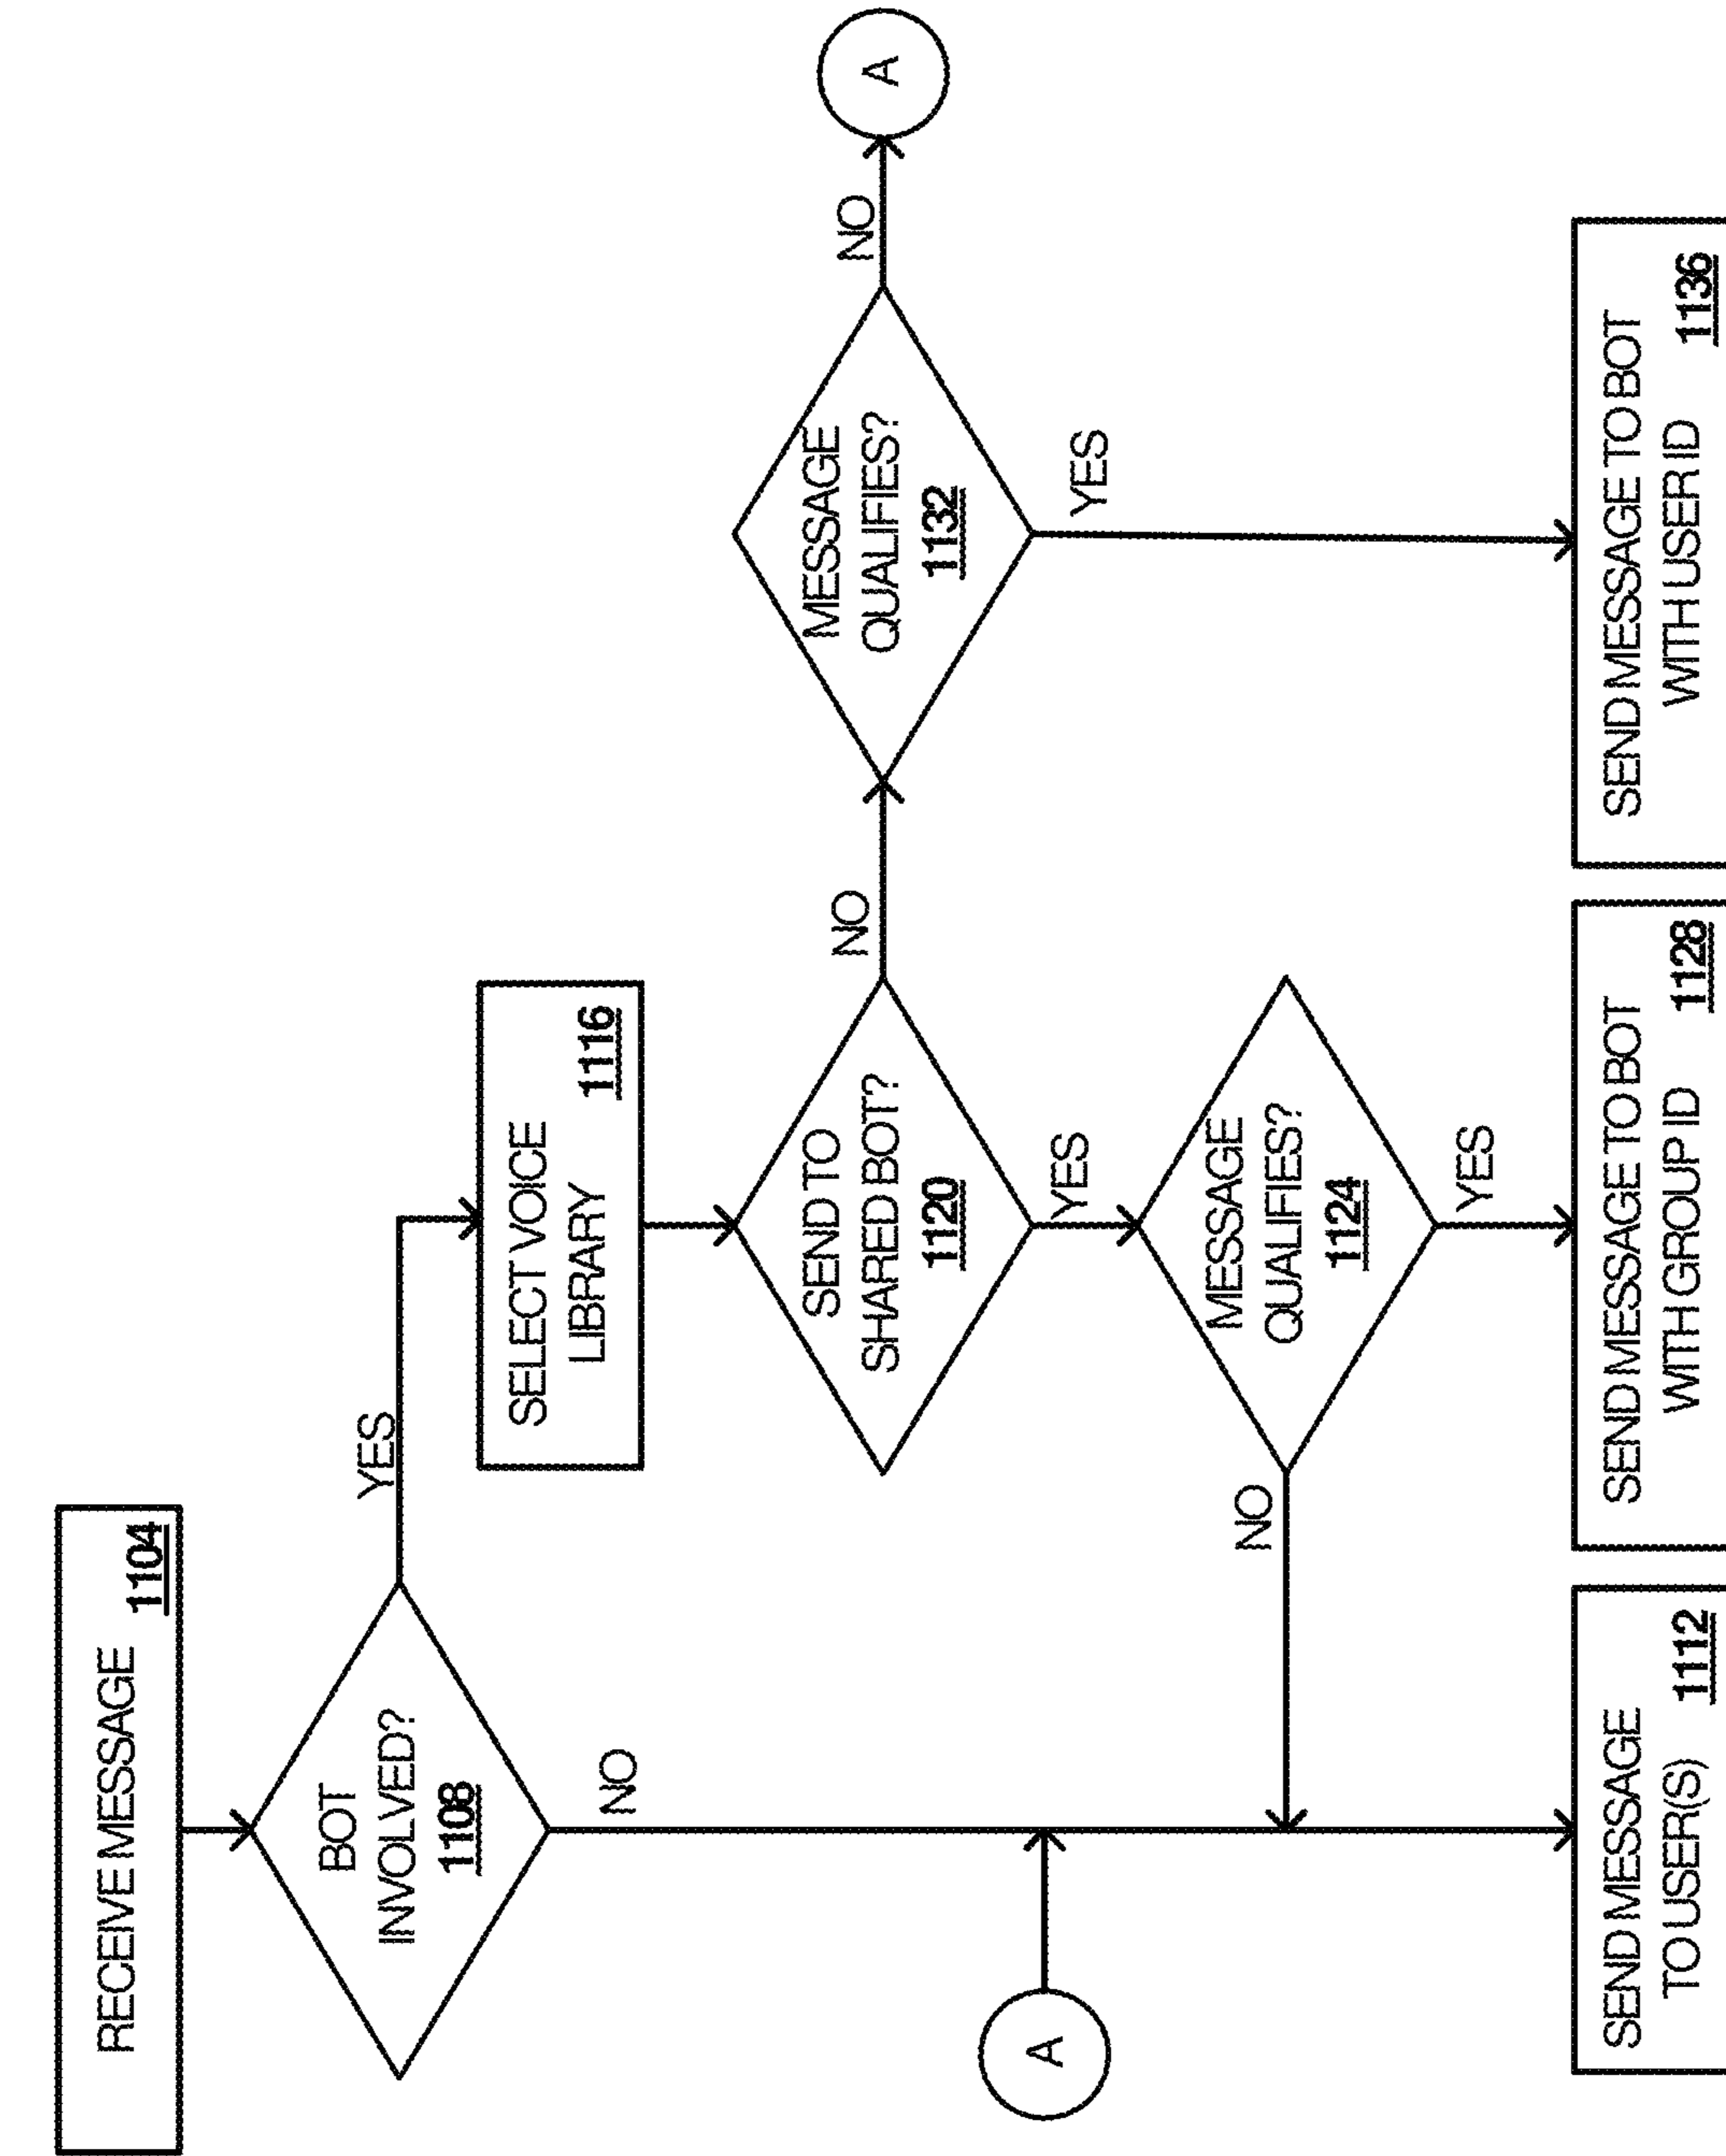 RECEIVE MESSAGE
1104
BOT
INVOLVED?
1108
YES
NO
SELECT VOICE
LIBRARY
1116
SEND TO
SHARED BOT?
1120
NO
YES
MESSAGE
QUALIFIES?
1132
NO
A
YES
MESSAGE
QUALIFIES?
1124
NO
YES
A
SEND MESSAGE
TO USER(S)
1112
SEND MESSAGE TO BOT
WITH GROUP ID
1128
SEND MESSAGE TO BOT
WITH USER ID
1136